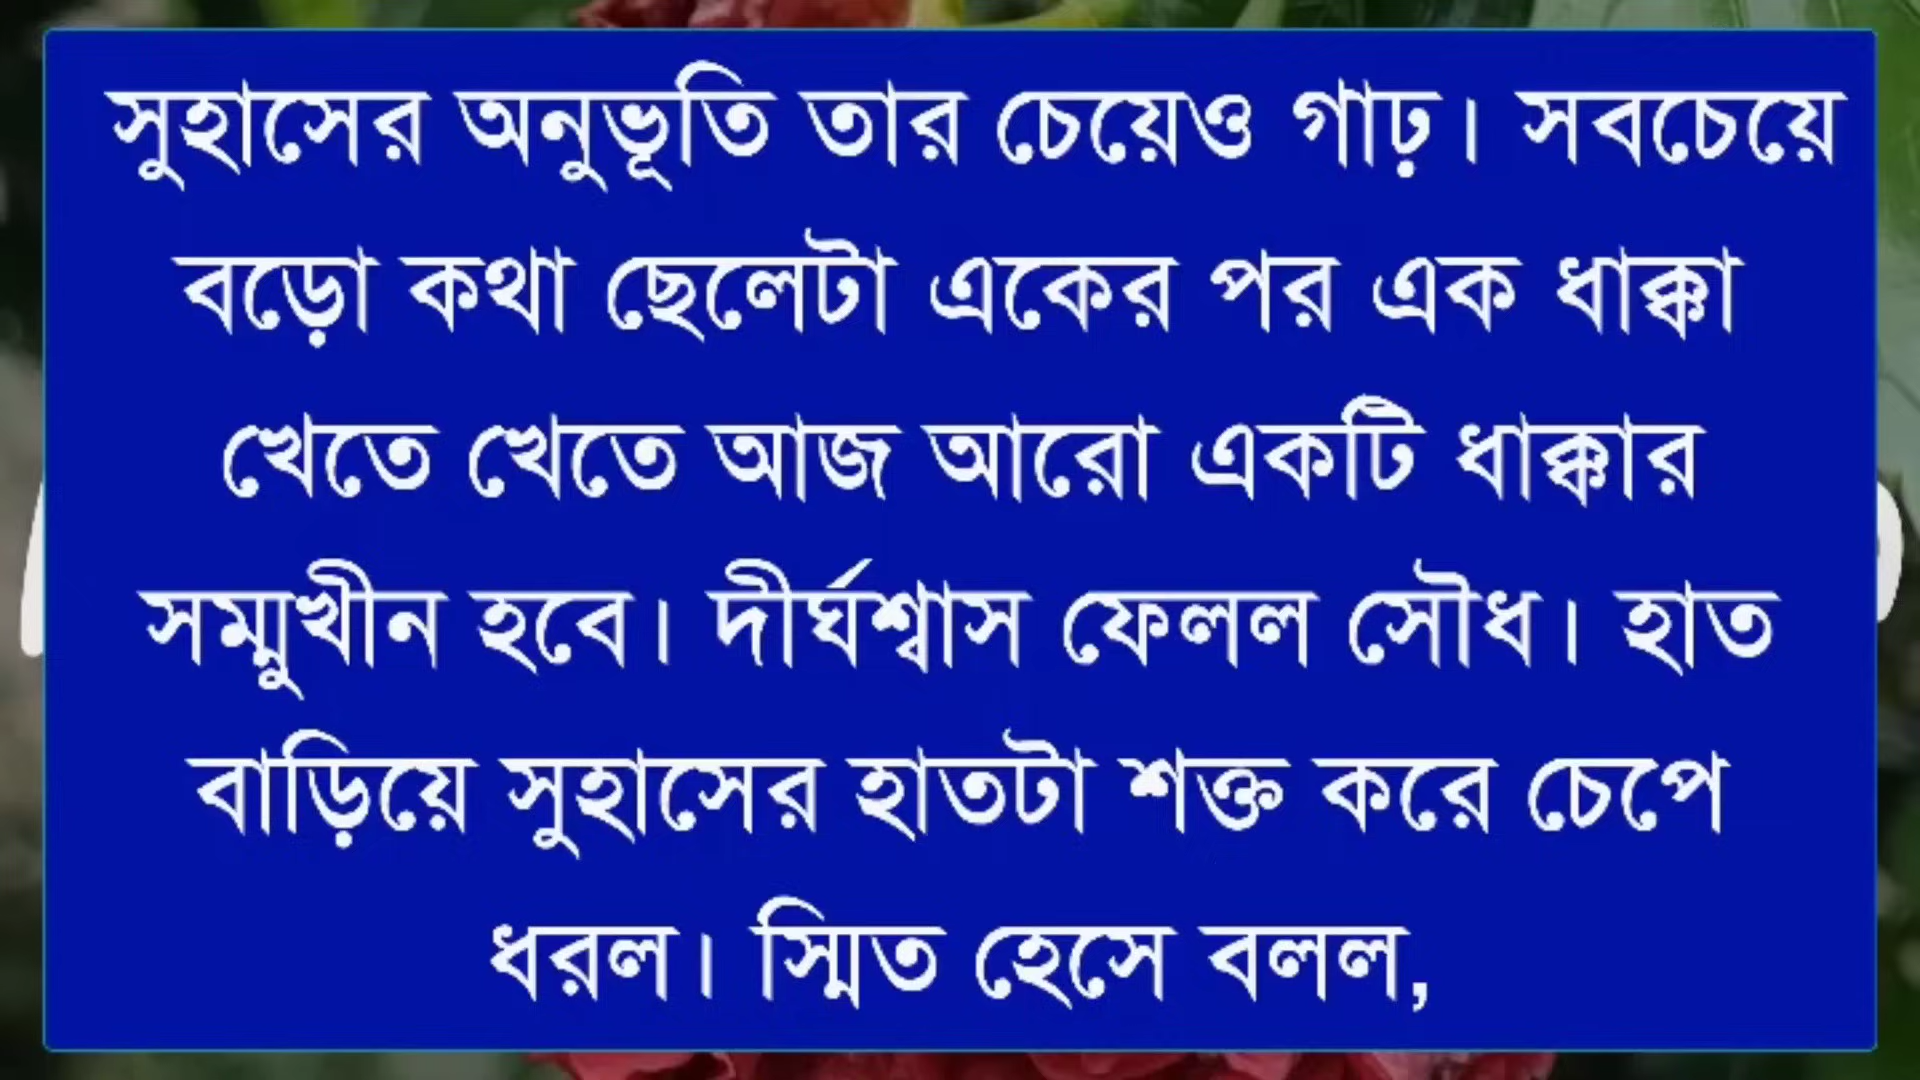 সুহাসের অনুভূতি তার চেয়েও গাঢ়। সবচেয়ে
বড়ো কথা ছেলেটা একের পর এক ধাক্কা
খেতে খেতে আজ আরো একটি ধাক্কার
সম্মুখীন হবে। দীর্ঘশ্বাস ফেলল সৌধ। হাত
বাড়িয়ে সুহাসের হাতটা শক্ত করে চেপে
ধরল। স্মিত হেসে বলল,